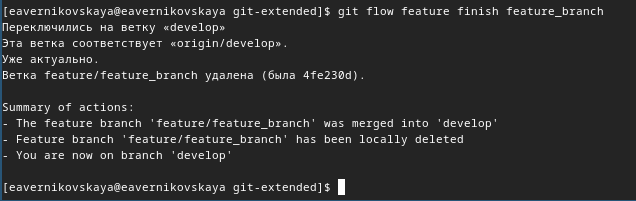 [eavernikovskaya@eavernikovskaya git-extended]$ git flow feature finish feature_branch
Переключились на ветку «develop»
Эта ветка соответствует «origin/develop».
Уже актуально.
Ветка feature/feature_branch удалена (была 4fe230d).
Summary of actions:
- The feature branch 'feature/feature_branch' was merged into 'develop'
- Feature branch 'feature/feature_branch' has been locally deleted
- You are now on branch 'develop'
[eavernikovskaya@eavernikovskaya git-extended]$